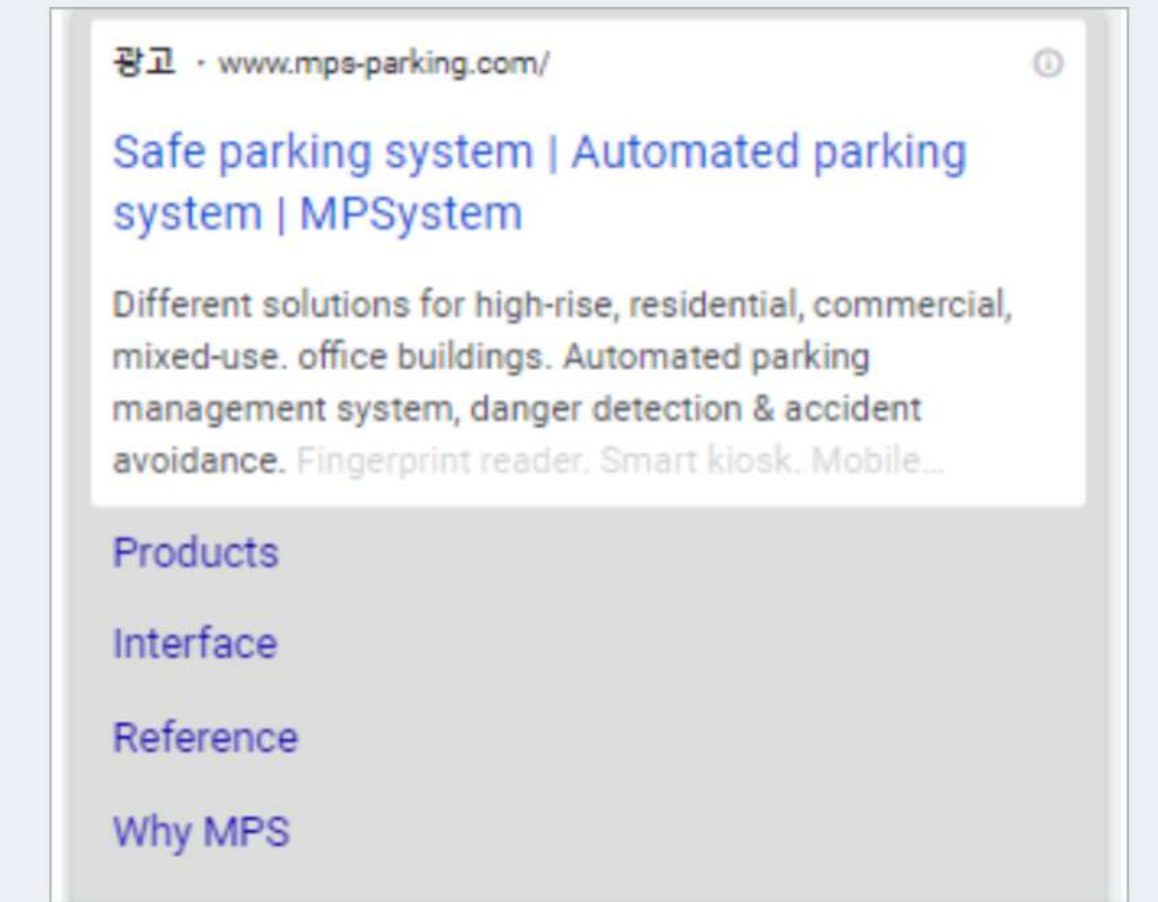 광고 · www.mps-parking.com/
Safe parking system | Automated parking
system | MPSystem
Different solutions for high-rise, residential, commercial,
mixed-use. office buildings. Automated parking
management system, danger detection & accident
avoidance. Fingerprint reader. Smart kiosk. Mobile...
Products
Interface
Reference
Why MPS